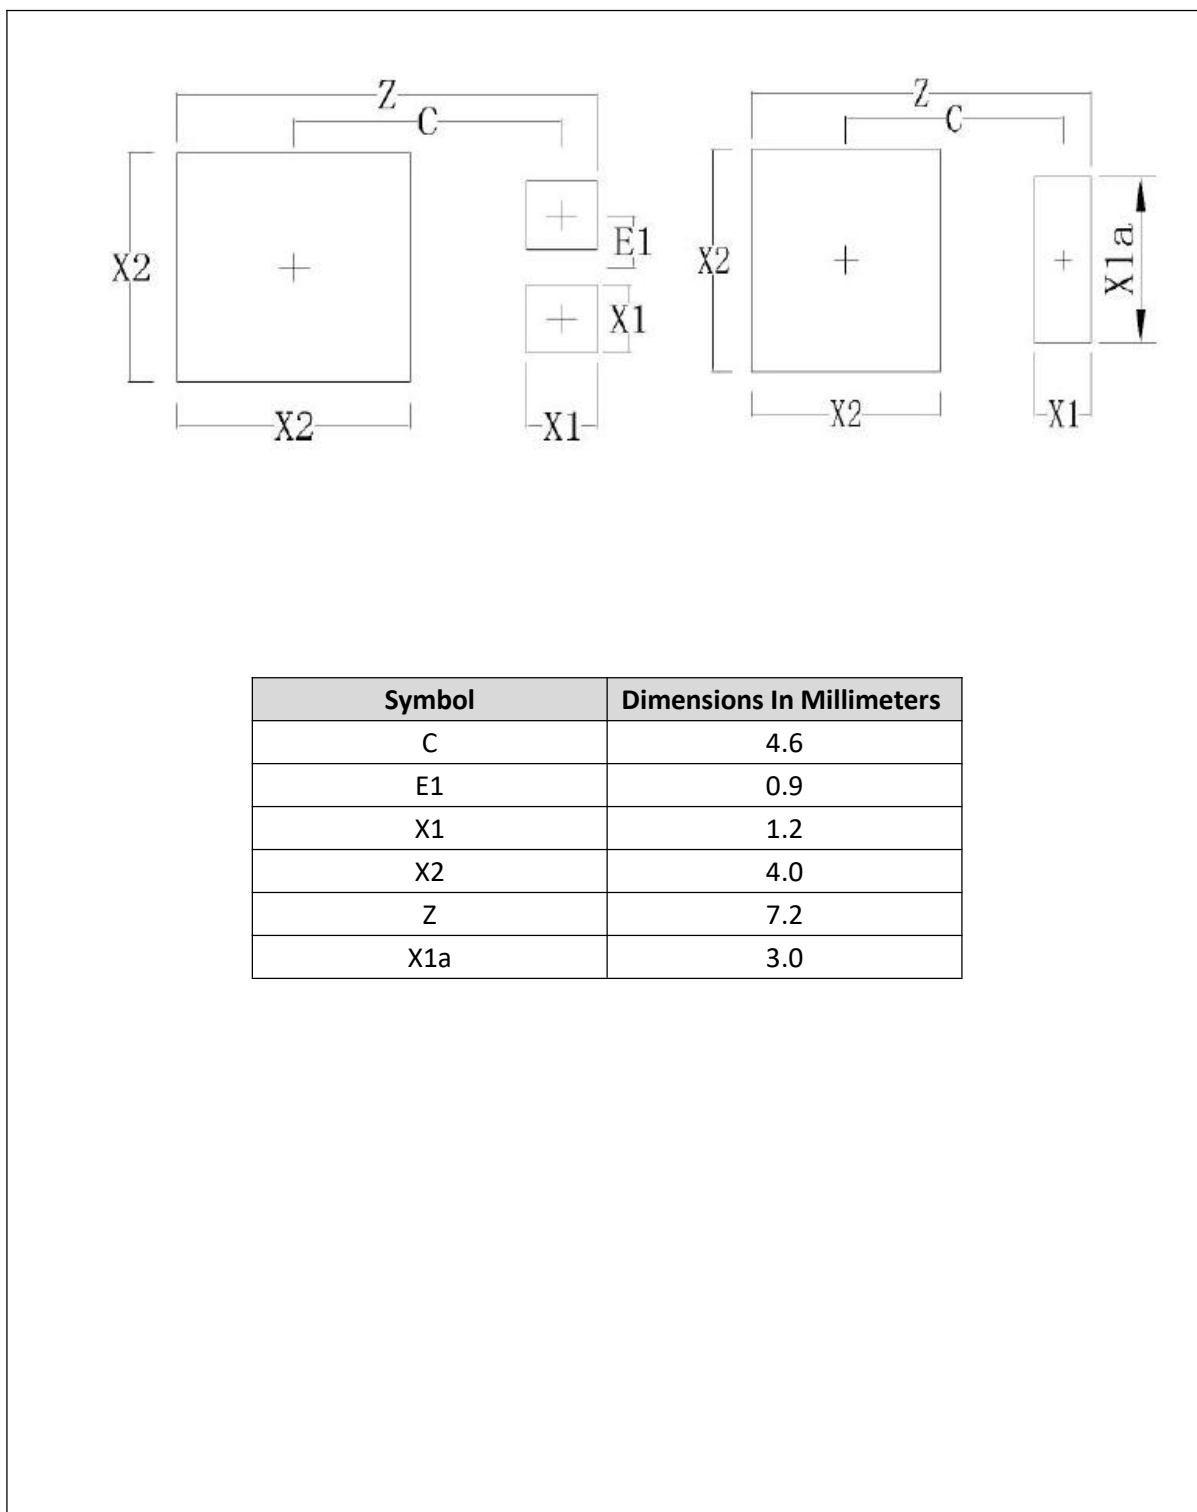 Z
C
X2
E1
X1
X2
X1
Z
C
X2
X1a
X2
X1
Symbol Dimensions In Millimeters
C 4.6
E1 0.9
X1 1.2
X2 4.0
Z 7.2
X1a 3.0